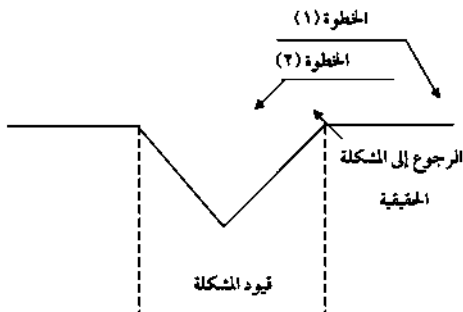 الخطوة (١)
الخطوة (٢)
الرجوع إلى المشكلة
الحقيقية
قيود المشكلة